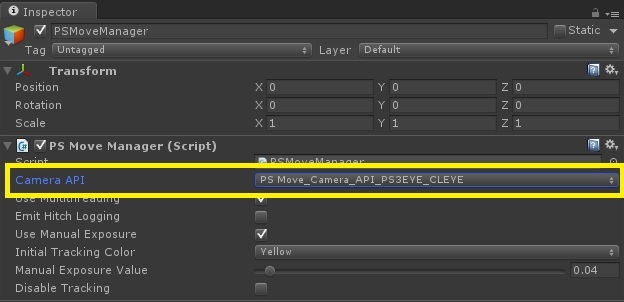 Inspector
PSMoveManager Static
Tag Untagged Layer Default
Transform
Position X 0 Y 0 Z 0
Rotation X 0 Y 0 Z 0
Scale X 1 Y 1 Z 1
PS Move Manager (Script)
Script PSMoveManager
Camera API PS Move_Camera_API_PS3EYE_CLEYE
Use Multithreading
Emit Hitch Logging
Use Manual Exposure
Initial Tracking Color Yellow
Manual Exposure Value 0.04
Disable Tracking